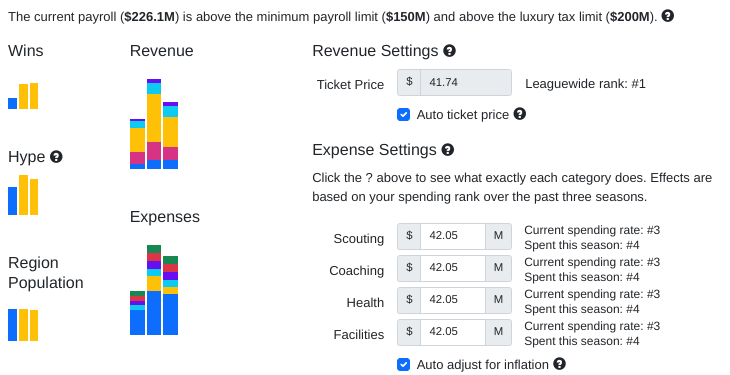 The current payroll ($226.1M) is above the minimum payroll limit ($150M) and above the luxury tax limit ($200M). ?
Wins
Revenue
Revenue Settings ?
Ticket Price $ 41.74 Leaguewide rank: #1
Auto ticket price ?
Hype ?
Expense Settings ?
Click the ? above to see what exactly each category does. Effects are
based on your spending rank over the past three seasons.
Expenses
Scouting $ 42.05 M Current spending rate: #3
Spent this season: #4
Region
Population
Coaching $ 42.05 M Current spending rate: #3
Spent this season: #4
Health $ 42.05 M Current spending rate: #3
Spent this season: #4
Facilities $ 42.05 M Current spending rate: #3
Spent this season: #4
Auto adjust for inflation ?